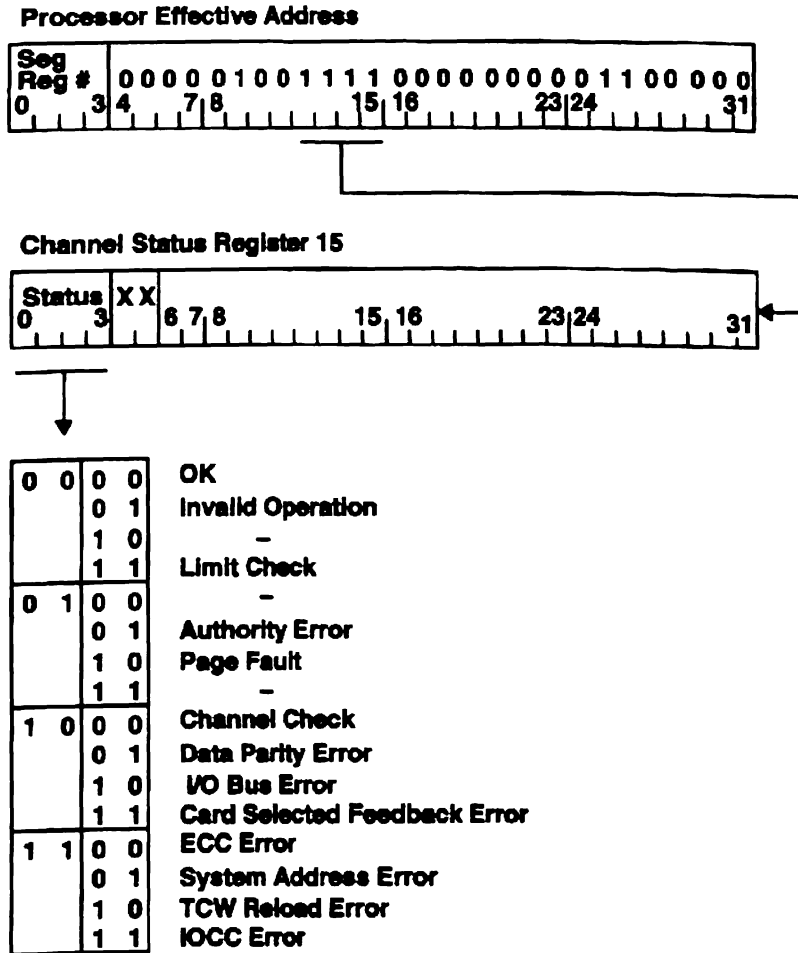 Processor Effective Address
Seg
Reg # 0 0 0 0 0 1 0 0 1 1 1 1 0 0 0 0 0 0 0 0 0 1 1 0 0 0 0 0
0 3 4 7 8 15 16 23 24 31
Channel Status Register 15
Status X X
0 3 6 7 8 15 16 23 24 31
0 0 0 0 OK
0 1 Invalid Operation
1 0 –
1 1 Limit Check
0 1 0 0 –
0 1 Authority Error
1 0 Page Fault
1 1 –
1 0 0 0 Channel Check
0 1 Data Parity Error
1 0 I/O Bus Error
1 1 Card Selected Feedback Error
1 1 0 0 ECC Error
0 1 System Address Error
1 0 TCW Reload Error
1 1 IOCC Error